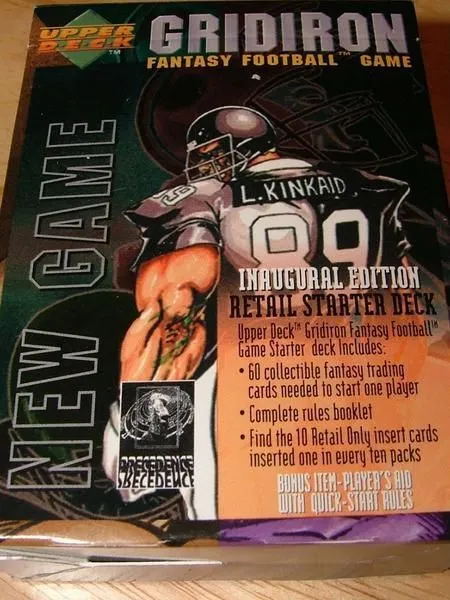 UPPER
DECK™
GRIDIRON
FANTASY FOOTBALL™ GAME
NEW GAME
L. KINKAID
89
INAUGURAL EDITION
RETAIL STARTER DECK
Upper Deck™ Gridiron Fantasy Football™
Game Starter deck Includes:
• 60 collectible fantasy trading
cards needed to start one player
• Complete rules booklet
• Find the 10 Retail Only insert cards
inserted one in every ten packs
BONUS ITEM-PLAYER'S AID
WITH QUICK-START RULES
PRECEDENCE
PRECEDENCE